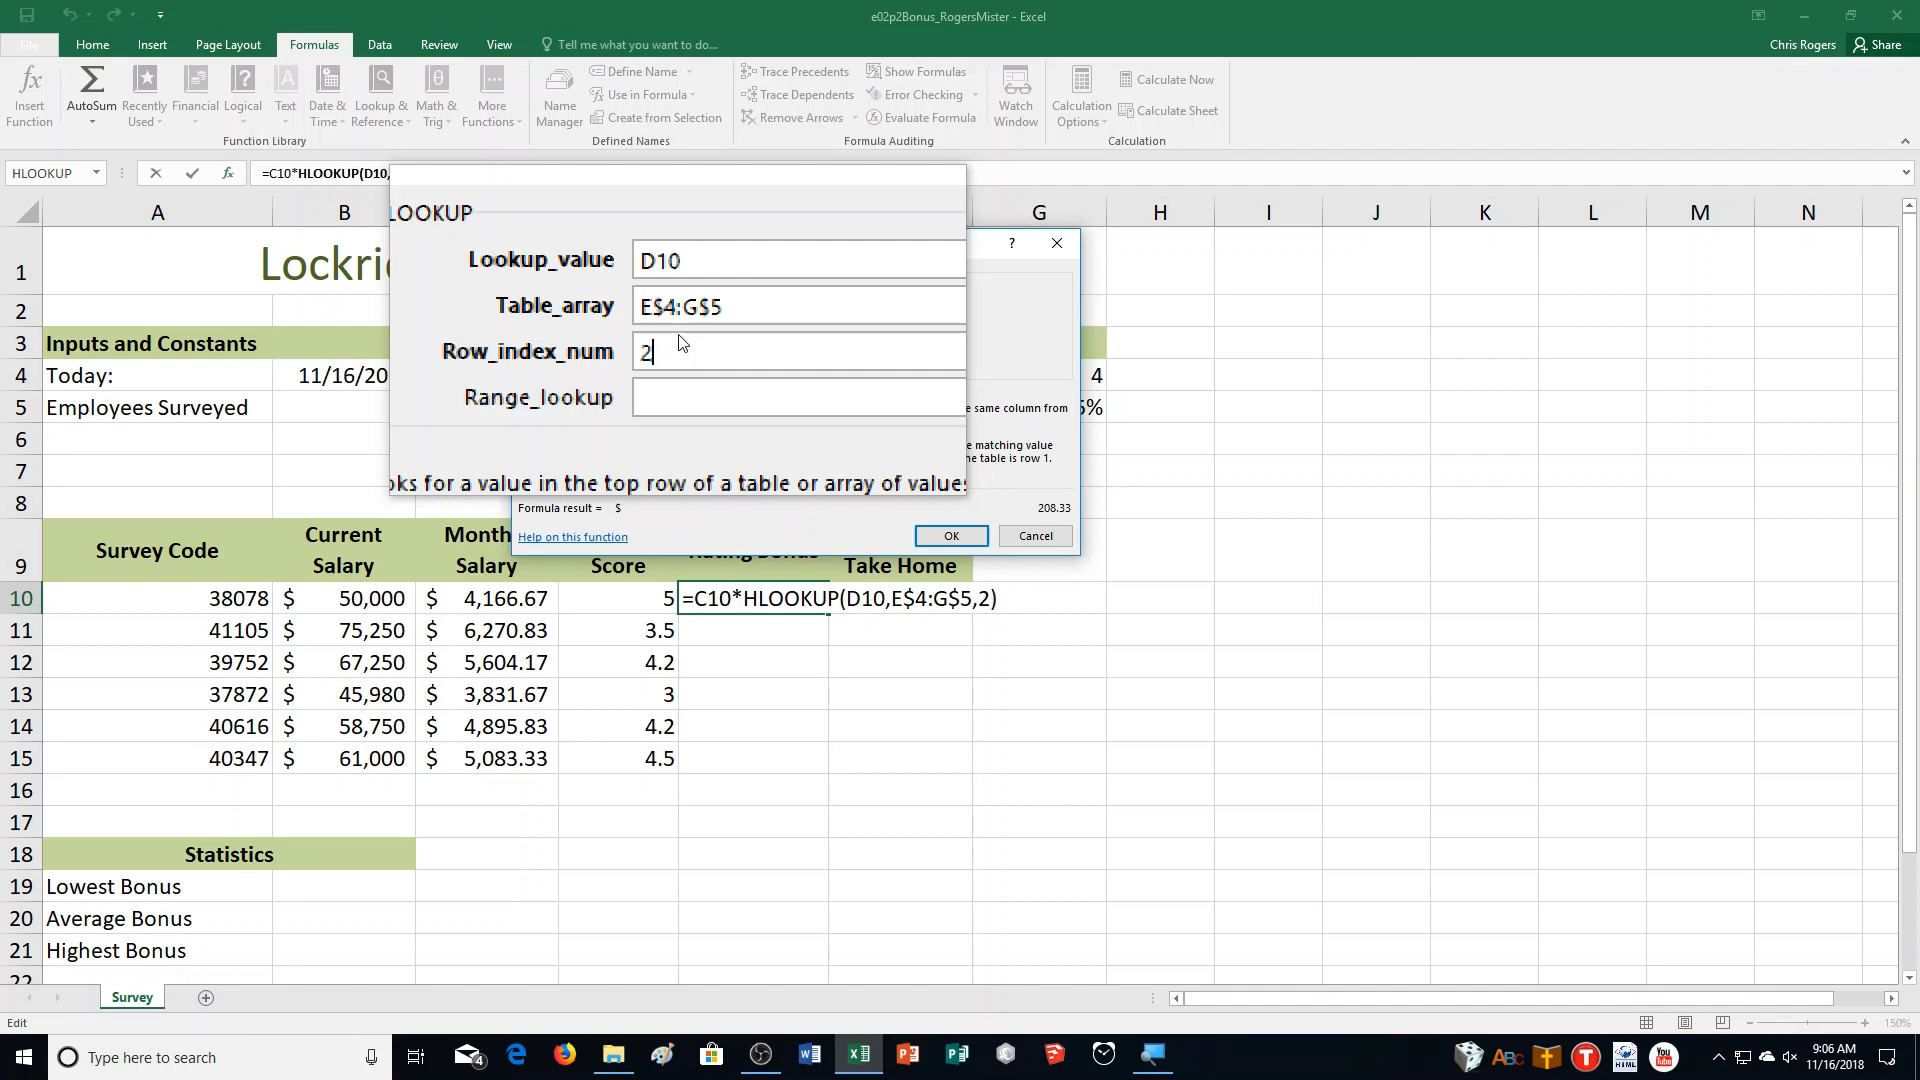 e02p2Bonus_RogersMister - Excel
File Home Insert Page Layout Formulas Data Review View Tell me what you want to do... Chris Rogers Share
Insert Function
AutoSum
Recently Used
Financial
Logical
Text
Date & Time
Lookup & Reference
Math & Trig
More Functions
Function Library
Name Manager
Define Name
Use in Formula
Create from Selection
Defined Names
Trace Precedents
Trace Dependents
Remove Arrows
Show Formulas
Error Checking
Evaluate Formula
Formula Auditing
Watch Window
Calculation Options
Calculate Now
Calculate Sheet
Calculation
HLOOKUP fx =C10*HLOOKUP(D10,
A B G H I J K L M N
LOOKUP
Lookup_value D10
Table_array E$4:G$5
Row_index_num 2
Range_lookup
oks for a value in the top row of a table or array of values
?
e same column from
e matching value
he table is row 1.
Formula result = $ 208.33
Help on this function OK Cancel
1 Lockri
2
3 Inputs and Constants
4 Today: 11/16/20 4
5 Employees Surveyed %
6
7
8
9 Survey Code Current Salary Month Salary Score Rating Bonus Take Home
10 38078 $ 50,000 $ 4,166.67 5 =C10*HLOOKUP(D10,E$4:G$5,2)
11 41105 $ 75,250 $ 6,270.83 3.5
12 39752 $ 67,250 $ 5,604.17 4.2
13 37872 $ 45,980 $ 3,831.67 3
14 40616 $ 58,750 $ 4,895.83 4.2
15 40347 $ 61,000 $ 5,083.33 4.5
16
17
18 Statistics
19 Lowest Bonus
20 Average Bonus
21 Highest Bonus
22
Survey
Edit 150%
Type here to search
4
ABC
HTML
You Tube
9:06 AM
11/16/2018